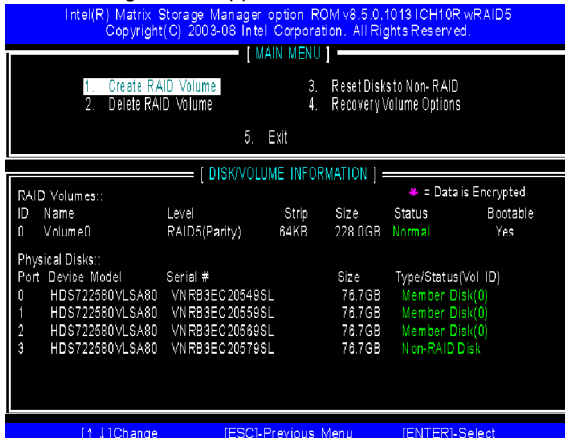 Intel(R) Matrix Storage Manager option ROM v8.5.0.1013 ICH10R wRAID5
Copyright(C) 2003-08 Intel Corporation. All Rights Reserved.
[ MAIN MENU ]
1. Create RAID Volume 3. Reset Disks to Non-RAID
2. Delete RAID Volume 4. Recovery Volume Options
5. Exit
[ DISK/VOLUME INFORMATION ]
RAID Volumes:: * = Data is Encrypted
ID Name Level Strip Size Status Bootable
0 Volume0 RAID5(Parity) 64KB 228.0GB Normal Yes
Physical Disks::
Port Device Model Serial # Size Type/Status(Vol ID)
0 HDS722580VLSA80 VNRB3EC20549SL 76.7GB Member Disk(0)
1 HDS722580VLSA80 VNRB3EC20559SL 76.7GB Member Disk(0)
2 HDS722580VLSA80 VNRB3EC20569SL 76.7GB Member Disk(0)
3 HDS722580VLSA80 VNRB3EC20579SL 76.7GB Non-RAID Disk
[↑↓]Change [ESC]-Previous Menu [ENTER]-Select